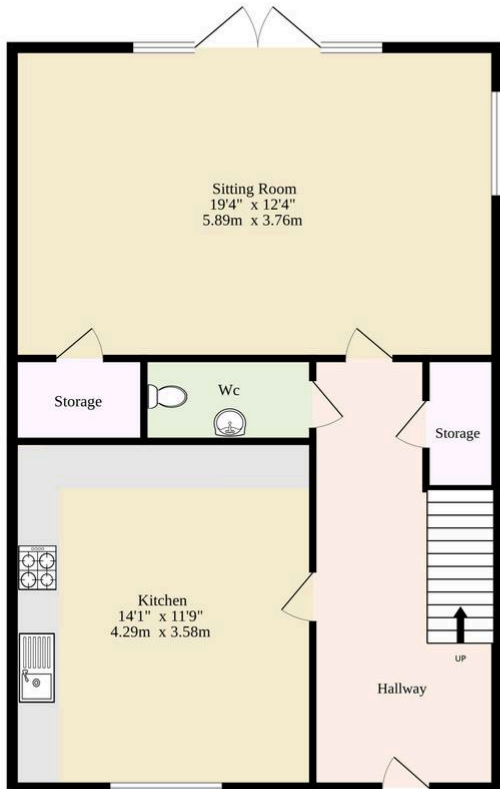 Sitting Room
19'4" x 12'4"
5.89m x 3.76m
Storage
Wc
Storage
Kitchen
14'1" x 11'9"
4.29m x 3.58m
UP
Hallway